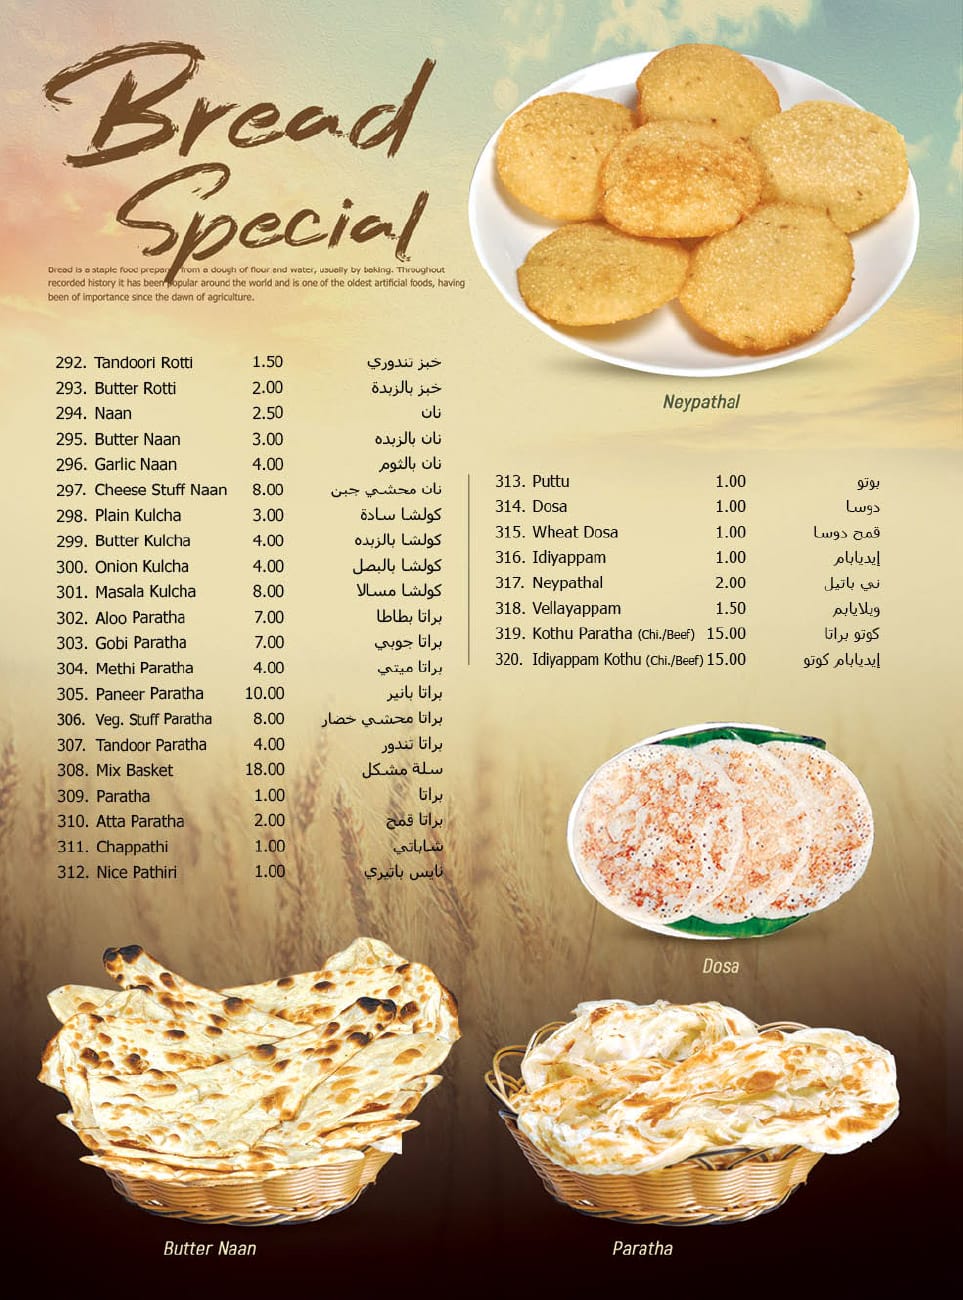 Bread
Special
Bread is a staple food prepared from a dough of flour and water, usually by baking. Throughout
recorded history it has been popular around the world and is one of the oldest artificial foods, having
been of importance since the dawn of agriculture.
292. Tandoori Rotti 1.50 خبز تندوري
293. Butter Rotti 2.00 خبز بالزبدة
294. Naan 2.50 نان
295. Butter Naan 3.00 نان بالزبده
296. Garlic Naan 4.00 نان بالثوم
297. Cheese Stuff Naan 8.00 نان محشي جبن
298. Plain Kulcha 3.00 كولشا سادة
299. Butter Kulcha 4.00 كولشا بالزبده
300. Onion Kulcha 4.00 كولشا بالبصل
301. Masala Kulcha 8.00 كولشا مسالا
302. Aloo Paratha 7.00 براتا بطاطا
303. Gobi Paratha 7.00 براتا جوبي
304. Methi Paratha 4.00 براتا ميتي
305. Paneer Paratha 10.00 براتا بانير
306. Veg. Stuff Paratha 8.00 براتا محشي خضار
307. Tandoor Paratha 4.00 براتا تندور
308. Mix Basket 18.00 سلة مشكل
309. Paratha 1.00 براتا
310. Atta Paratha 2.00 براتا قمح
311. Chappathi 1.00 شاباتي
312. Nice Pathiri 1.00 نايس باتيري
Neypathal
313. Puttu 1.00 بوتو
314. Dosa 1.00 دوسا
315. Wheat Dosa 1.00 قمح دوسا
316. Idiyappam 1.00 إيديابام
317. Neypathal 2.00 ني باتيل
318. Vellayappam 1.50 ويلايابم
319. Kothu Paratha (Chi./Beef) 15.00 كوتو براتا
320. Idiyappam Kothu (Chi./Beef) 15.00 إيديابام كوتو
Dosa
Butter Naan
Paratha